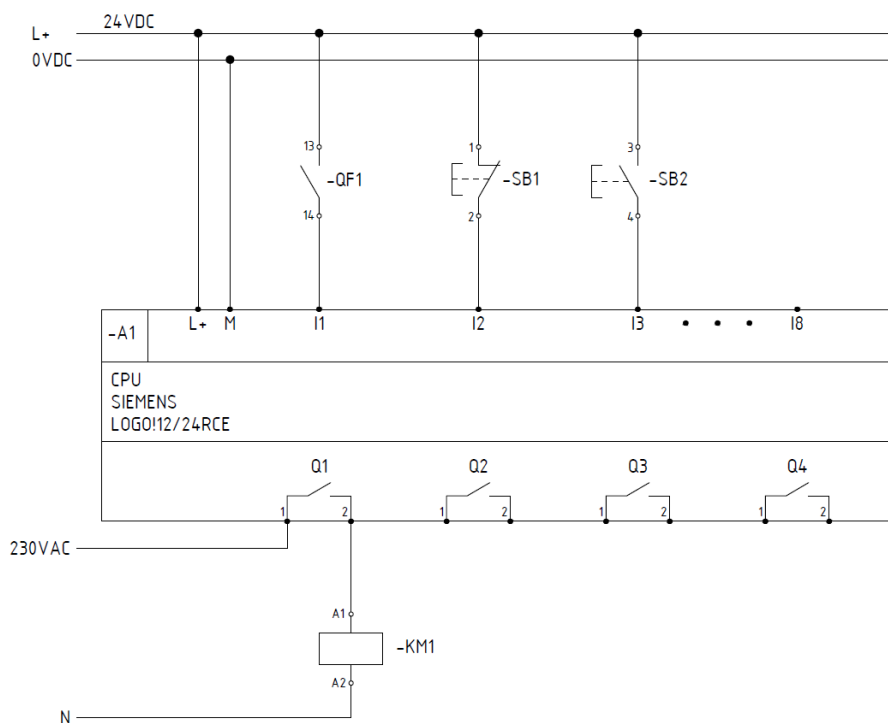 24VDC
L+
0VDC
13
1
3
-QF1
-SB1
-SB2
14
2
4
-A1
L+ M I1 I2 I3 I8
CPU
SIEMENS
LOGO!12/24RCE
Q1 Q2 Q3 Q4
1 2 1 2 1 2 1 2
230VAC
A1
-KM1
A2
N